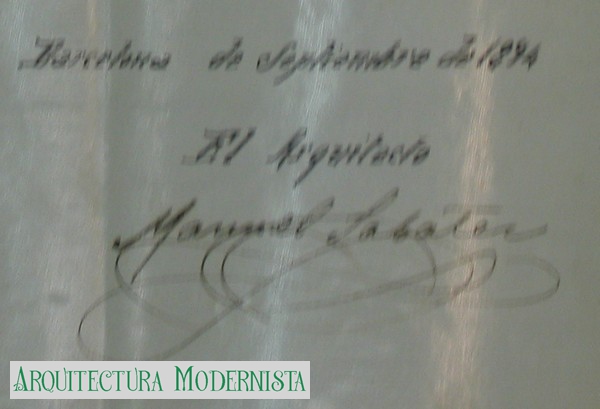 Barcelona de Septiembre de 1894
El Arquitecto
Manuel Sabater
ARQUITECTURA MODERNISTA